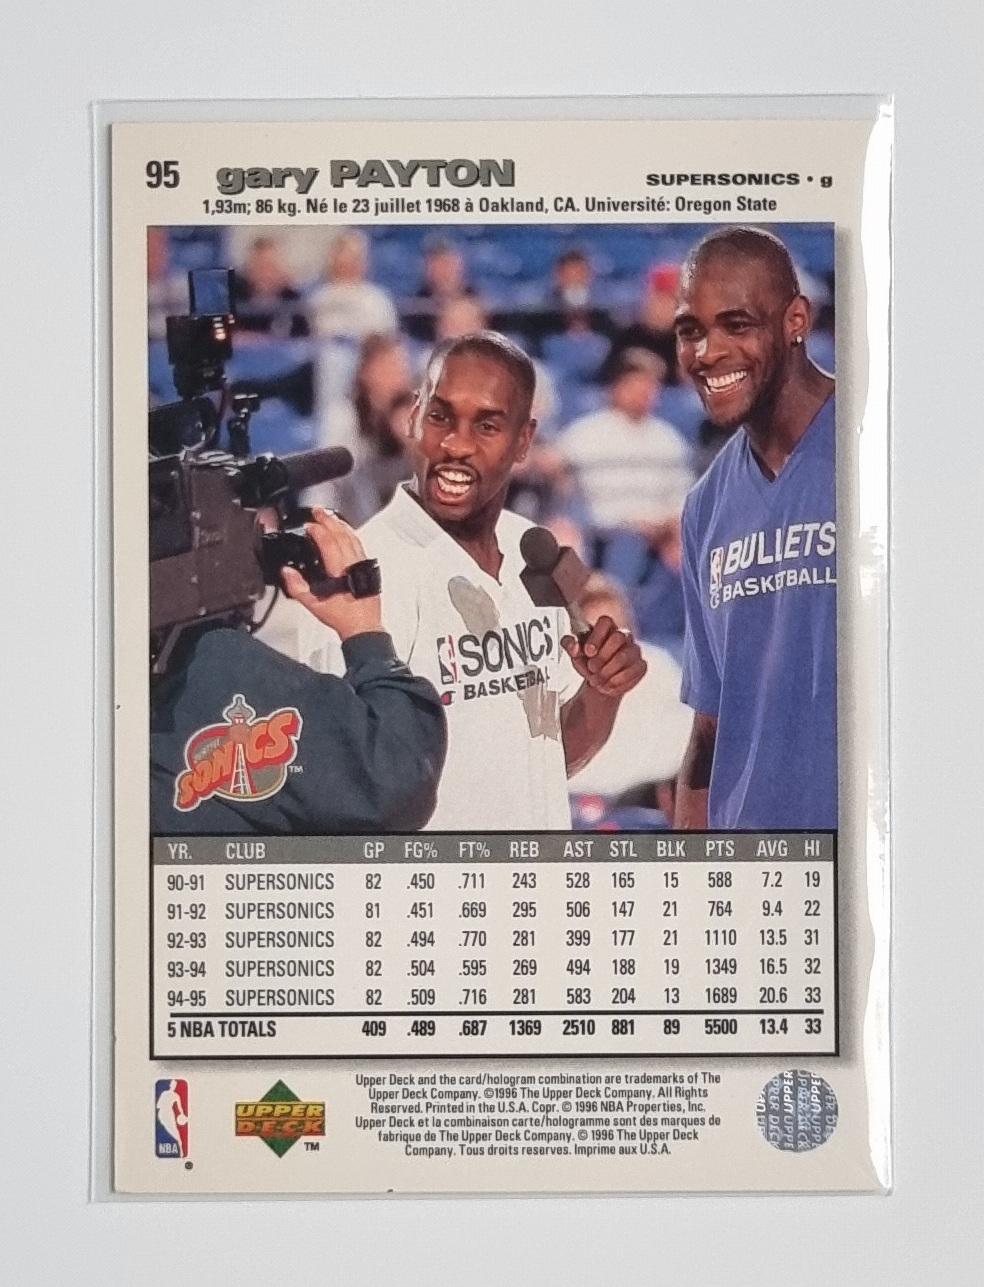 95 gary PAYTON SUPERSONICS • g
1,93m; 86 kg. Né le 23 juillet 1968 à Oakland, CA. Université: Oregon State
BULLETS
BASKETBALL
SONICS
BASKETBAL
SONICS TM
YR. CLUB GP FG% FT% REB AST STL BLK PTS AVG HI
90-91 SUPERSONICS 82 .450 .711 243 528 165 15 588 7.2 19
91-92 SUPERSONICS 81 .451 .669 295 506 147 21 764 9.4 22
92-93 SUPERSONICS 82 .494 .770 281 399 177 21 1110 13.5 31
93-94 SUPERSONICS 82 .504 .595 269 494 188 19 1349 16.5 32
94-95 SUPERSONICS 82 .509 .716 281 583 204 13 1689 20.6 33
5 NBA TOTALS 409 .489 .687 1369 2510 881 89 5500 13.4 33
NBA ®
UPPER
DECK TM
Upper Deck and the card/hologram combination are trademarks of The
Upper Deck Company. ©1996 The Upper Deck Company. All Rights
Reserved. Printed in the U.S.A. Copr. © 1996 NBA Properties, Inc.
Upper Deck et la combinaison carte/hologramme sont des marques de
fabrique de The Upper Deck Company. © 1996 The Upper Deck
Company. Tous droits reserves. Imprime aux U.S.A.
UPPER